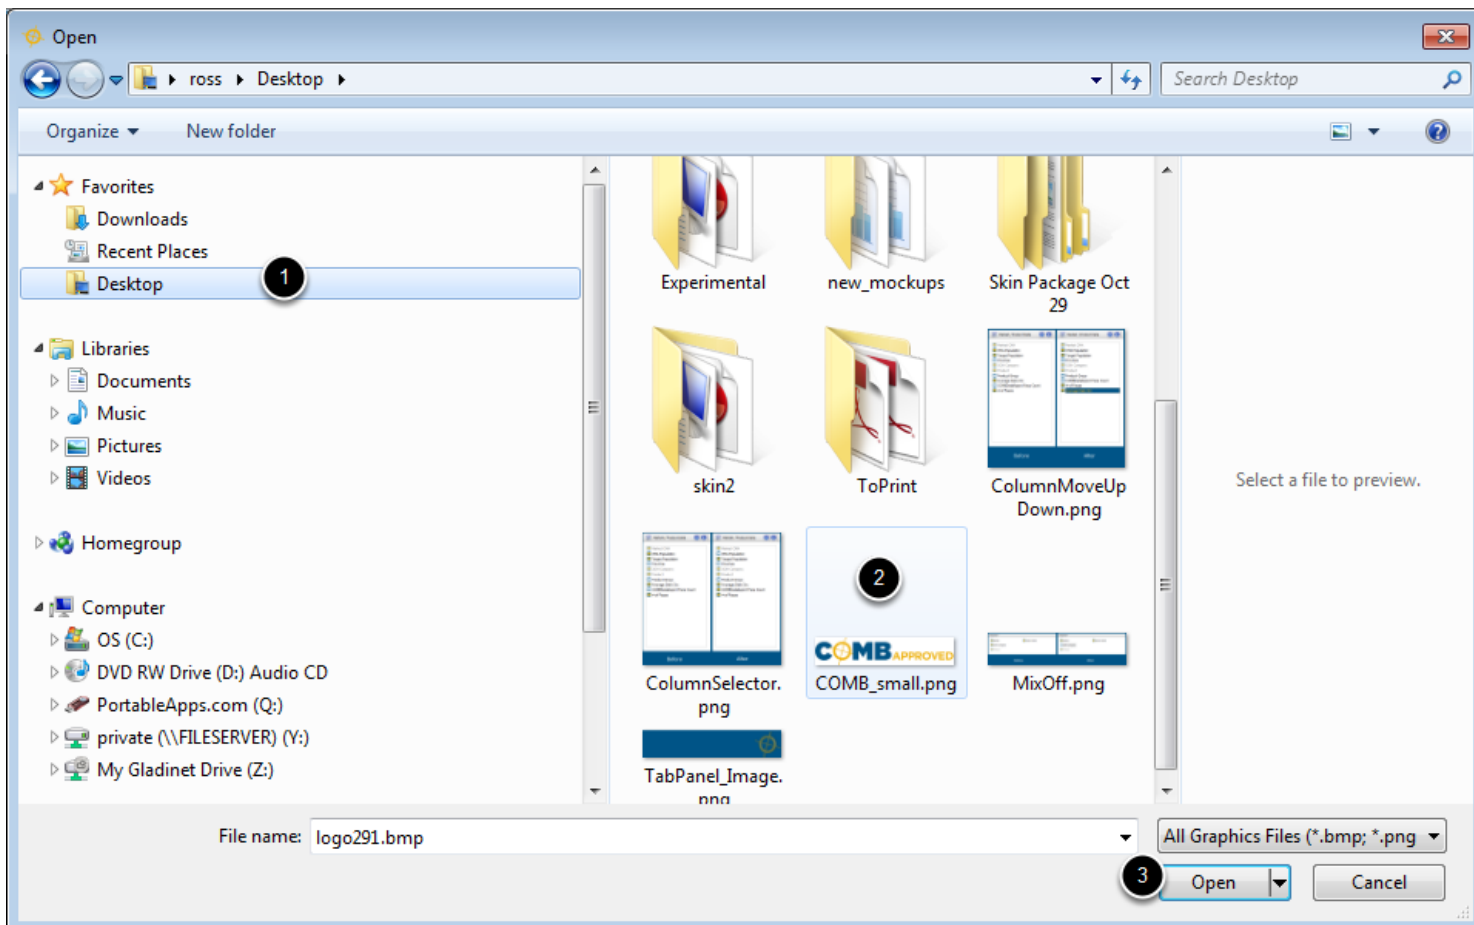 Open
ross Desktop
Search Desktop
Organize
New folder
Favorites
Downloads
Recent Places
Desktop
1
Libraries
Documents
Music
Pictures
Videos
Homegroup
Computer
OS (C:)
DVD RW Drive (D:) Audio CD
PortableApps.com (Q:)
private (\\FILESERVER) (Y:)
My Gladinet Drive (Z:)
Experimental
new_mockups
Skin Package Oct
29
skin2
ToPrint
ColumnMoveUp
Down.png
2
COMB APPROVED
ColumnSelector.
png
COMB_small.png
MixOff.png
TabPanel_Image.
png
Select a file to preview.
File name:
logo291.bmp
All Graphics Files (*.bmp; *.png
3
Open
Cancel